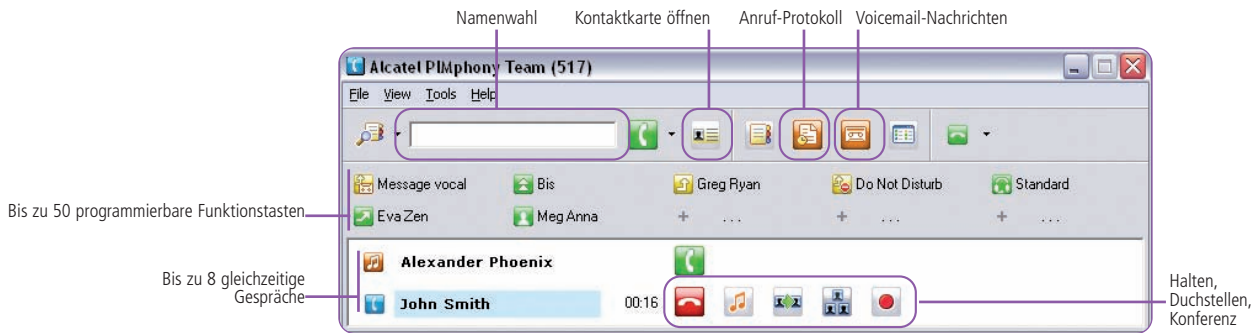 Namenwahl Kontaktkarte öffnen Anruf-Protokoll Voicemail-Nachrichten
Alcatel PIMphony Team (517)
File View Tools Help
Message vocal Bis Greg Ryan Do Not Disturb Standard
Bis zu 50 programmierbare Funktionstasten
Eva Zen Meg Anna + ... + ... + ...
Bis zu 8 gleichzeitige
Gespräche
Alexander Phoenix
John Smith 00:16
Halten,
Duchstellen,
Konferenz